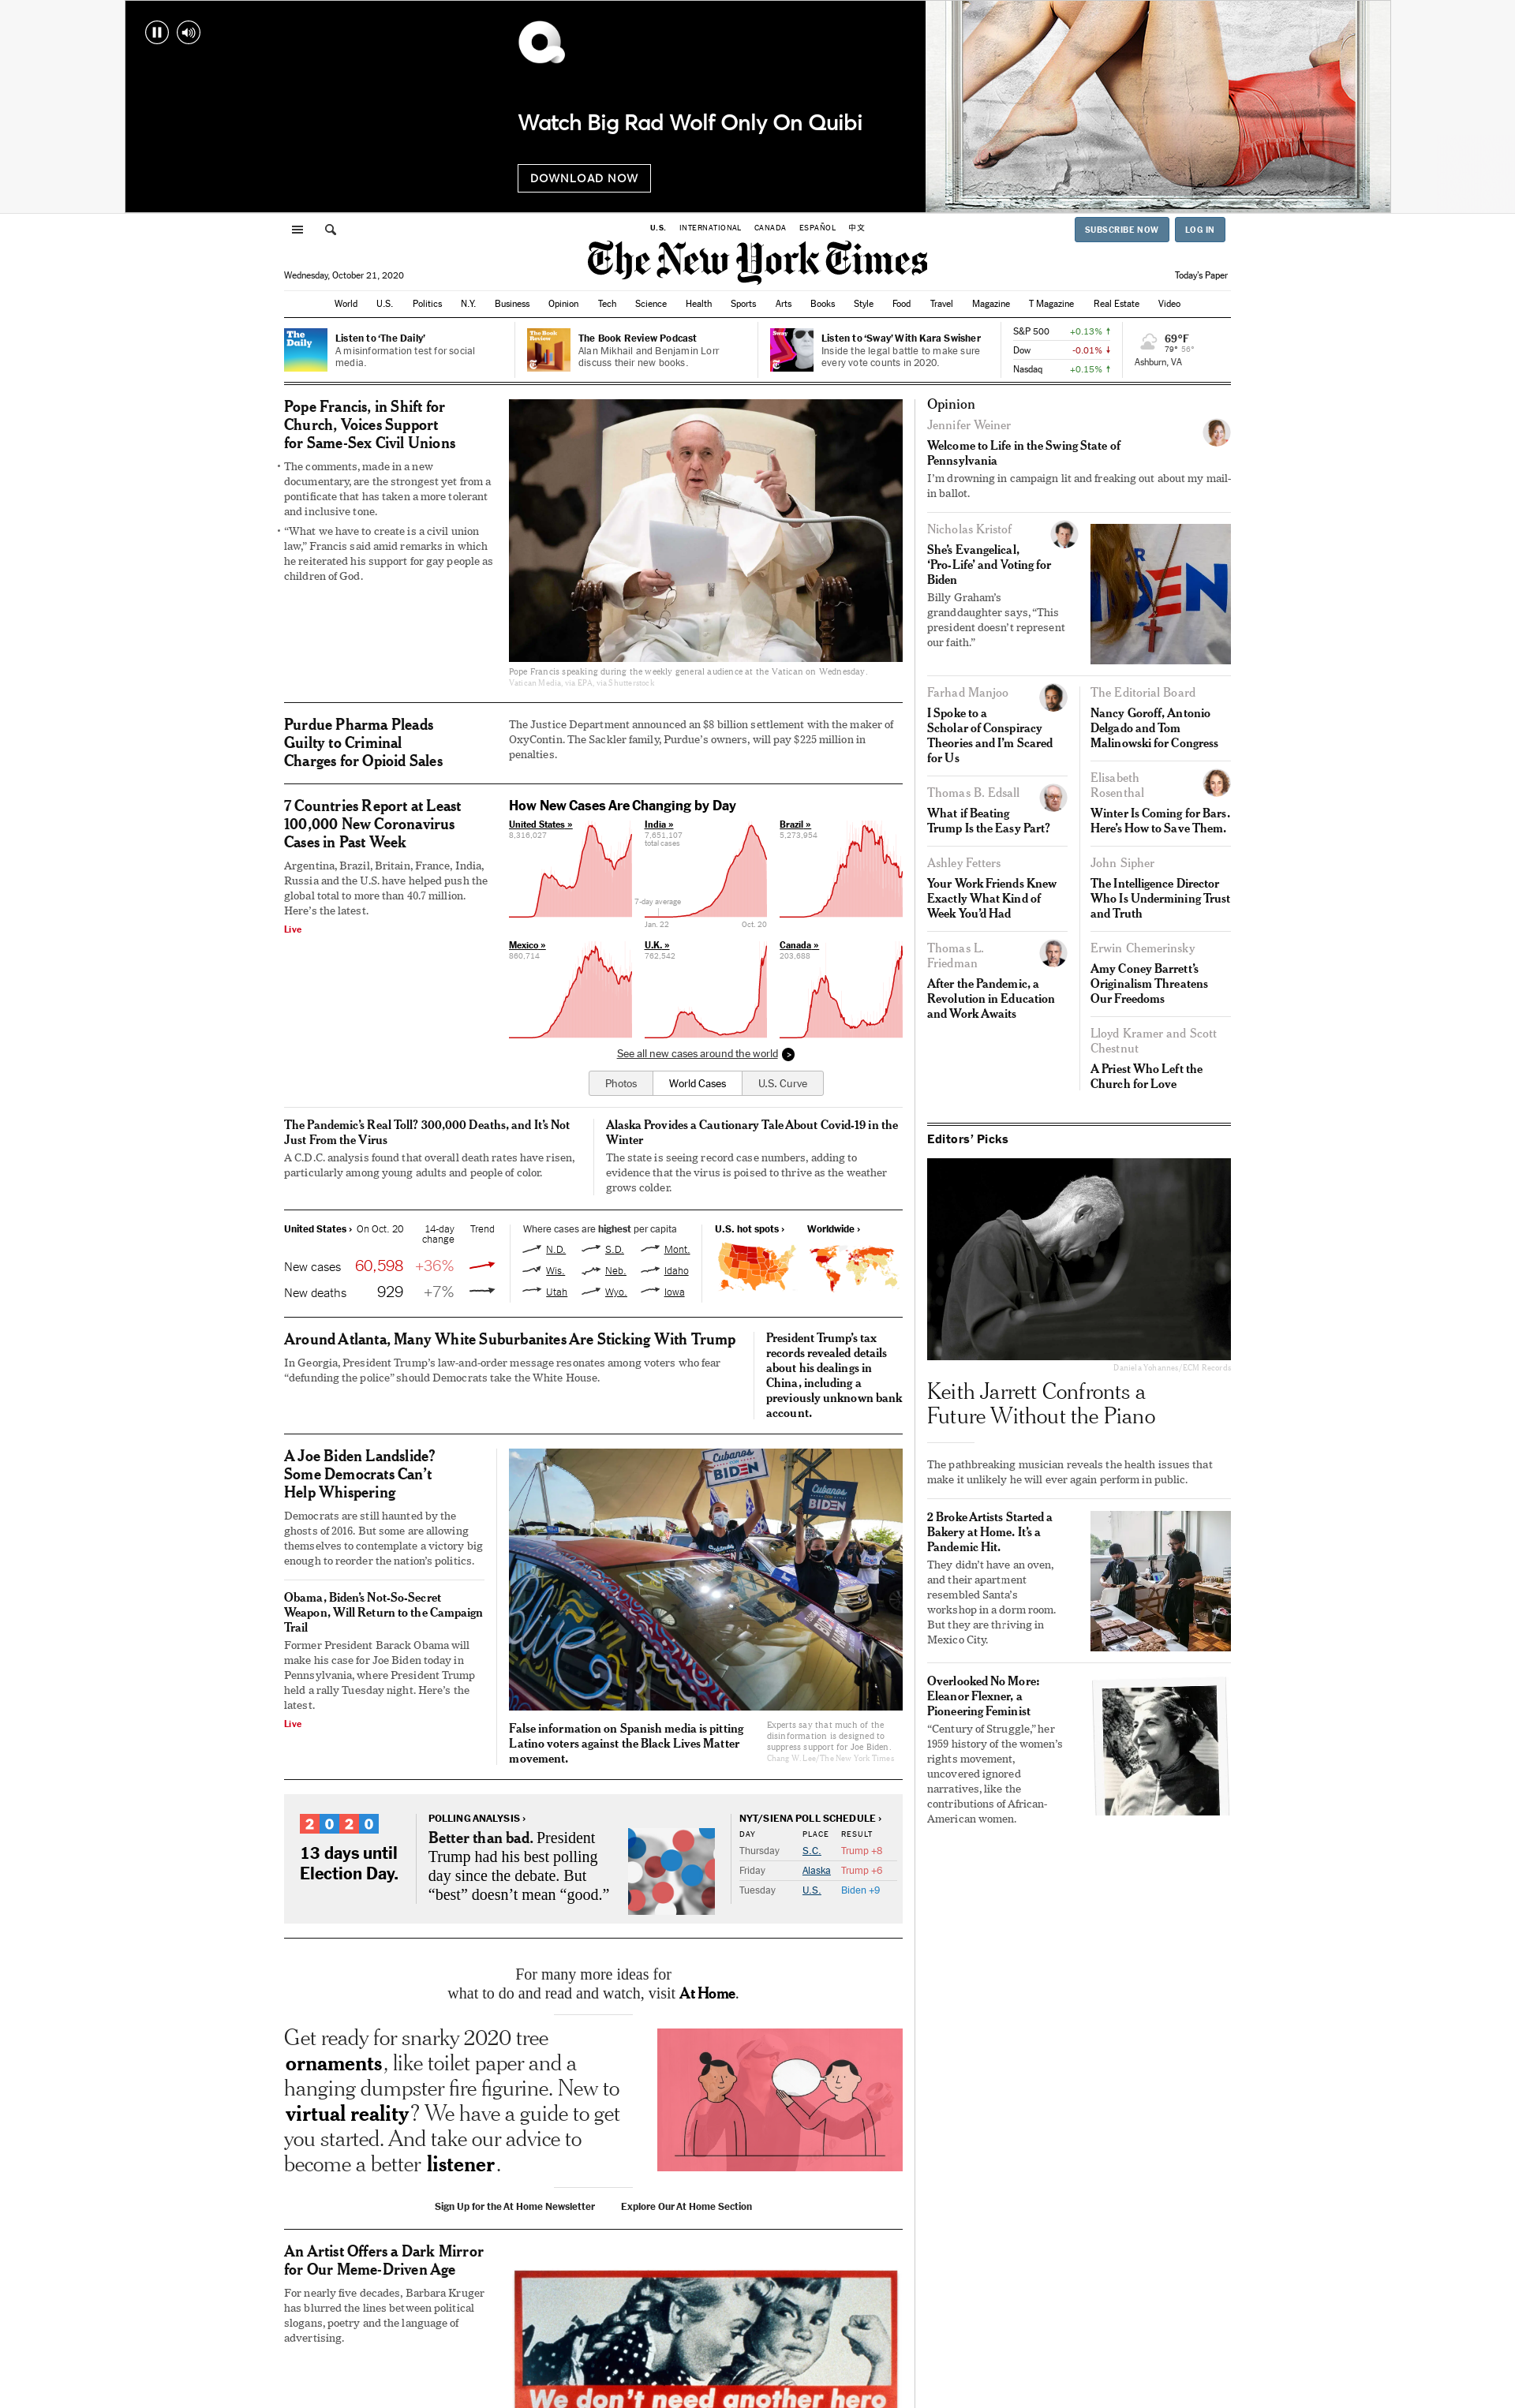 Watch Big Rad Wolf Only On Quibi
DOWNLOAD NOW
U.S. INTERNATIONAL CANADA ESPAÑOL 中文
SUBSCRIBE NOW LOG IN
The New York Times
Wednesday, October 21, 2020
Today's Paper
World U.S. Politics N.Y. Business Opinion Tech Science Health Sports Arts Books Style Food Travel Magazine T Magazine Real Estate Video
The Daily
Listen to ‘The Daily’
A misinformation test for social
media.
The Book Review
The Book Review Podcast
Alan Mikhail and Benjamin Lorr
discuss their new books.
Sway
Listen to ‘Sway’ With Kara Swisher
Inside the legal battle to make sure
every vote counts in 2020.
S&P 500 +0.13% ↑
Dow -0.01% ↓
Nasdaq +0.15% ↑
69°F
79° 56°
Ashburn, VA
Pope Francis, in Shift for
Church, Voices Support
for Same-Sex Civil Unions
• The comments, made in a new
documentary, are the strongest yet from a
pontificate that has taken a more tolerant
and inclusive tone.
• “What we have to create is a civil union
law,” Francis said amid remarks in which
he reiterated his support for gay people as
children of God.
Pope Francis speaking during the weekly general audience at the Vatican on Wednesday.
Vatican Media, via EPA, via Shutterstock
Purdue Pharma Pleads
Guilty to Criminal
Charges for Opioid Sales
The Justice Department announced an $8 billion settlement with the maker of
OxyContin. The Sackler family, Purdue’s owners, will pay $225 million in
penalties.
7 Countries Report at Least
100,000 New Coronavirus
Cases in Past Week
Argentina, Brazil, Britain, France, India,
Russia and the U.S. have helped push the
global total to more than 40.7 million.
Here’s the latest.
Live
How New Cases Are Changing by Day
United States » India » Brazil »
8,316,027 7,651,107 5,273,954
total cases
7-day average
Jan. 22 Oct. 20
Mexico » U.K. » Canada »
860,714 762,542 203,688
See all new cases around the world >
Photos World Cases U.S. Curve
The Pandemic’s Real Toll? 300,000 Deaths, and It’s Not
Just From the Virus
A C.D.C. analysis found that overall death rates have risen,
particularly among young adults and people of color.
Alaska Provides a Cautionary Tale About Covid-19 in the
Winter
The state is seeing record case numbers, adding to
evidence that the virus is poised to thrive as the weather
grows colder.
United States › On Oct. 20 14-day Trend
change
New cases 60,598 +36%
New deaths 929 +7%
Where cases are highest per capita
N.D. S.D. Mont.
Wis. Neb. Idaho
Utah Wyo. Iowa
U.S. hot spots › Worldwide ›
Around Atlanta, Many White Suburbanites Are Sticking With Trump
In Georgia, President Trump’s law-and-order message resonates among voters who fear
“defunding the police” should Democrats take the White House.
President Trump’s tax
records revealed details
about his dealings in
China, including a
previously unknown bank
account.
A Joe Biden Landslide?
Some Democrats Can’t
Help Whispering
Democrats are still haunted by the
ghosts of 2016. But some are allowing
themselves to contemplate a victory big
enough to reorder the nation’s politics.
Obama, Biden’s Not-So-Secret
Weapon, Will Return to the Campaign
Trail
Former President Barack Obama will
make his case for Joe Biden today in
Pennsylvania, where President Trump
held a rally Tuesday night. Here’s the
latest.
Live
Cubanos
BIDEN
Cubanos
BIDEN
False information on Spanish media is pitting
Latino voters against the Black Lives Matter
movement.
Experts say that much of the
disinformation is designed to
suppress support for Joe Biden.
Chang W. Lee/The New York Times
2020
13 days until
Election Day.
POLLING ANALYSIS ›
Better than bad. President
Trump had his best polling
day since the debate. But
“best” doesn’t mean “good.”
NYT/SIENA POLL SCHEDULE ›
DAY PLACE RESULT
Thursday S.C. Trump +8
Friday Alaska Trump +6
Tuesday U.S. Biden +9
For many more ideas for
what to do and read and watch, visit At Home.
Get ready for snarky 2020 tree
ornaments, like toilet paper and a
hanging dumpster fire figurine. New to
virtual reality? We have a guide to get
you started. And take our advice to
become a better listener.
Sign Up for the At Home Newsletter Explore Our At Home Section
An Artist Offers a Dark Mirror
for Our Meme-Driven Age
For nearly five decades, Barbara Kruger
has blurred the lines between political
slogans, poetry and the language of
advertising.
We don’t need another hero
Opinion
Jennifer Weiner
Welcome to Life in the Swing State of
Pennsylvania
I’m drowning in campaign lit and freaking out about my mail-
in ballot.
Nicholas Kristof
She’s Evangelical,
‘Pro-Life’ and Voting for
Biden
Billy Graham’s
granddaughter says, “This
president doesn’t represent
our faith.”
Farhad Manjoo
I Spoke to a
Scholar of Conspiracy
Theories and I’m Scared
for Us
Thomas B. Edsall
What if Beating
Trump Is the Easy Part?
Ashley Fetters
Your Work Friends Knew
Exactly What Kind of
Week You’d Had
Thomas L.
Friedman
After the Pandemic, a
Revolution in Education
and Work Awaits
The Editorial Board
Nancy Goroff, Antonio
Delgado and Tom
Malinowski for Congress
Elisabeth
Rosenthal
Winter Is Coming for Bars.
Here’s How to Save Them.
John Sipher
The Intelligence Director
Who Is Undermining Trust
and Truth
Erwin Chemerinsky
Amy Coney Barrett’s
Originalism Threatens
Our Freedoms
Lloyd Kramer and Scott
Chestnut
A Priest Who Left the
Church for Love
Editors’ Picks
Daniela Yohannes/ECM Records
Keith Jarrett Confronts a
Future Without the Piano
The pathbreaking musician reveals the health issues that
make it unlikely he will ever again perform in public.
2 Broke Artists Started a
Bakery at Home. It’s a
Pandemic Hit.
They didn’t have an oven,
and their apartment
resembled Santa’s
workshop in a dorm room.
But they are thriving in
Mexico City.
Overlooked No More:
Eleanor Flexner, a
Pioneering Feminist
“Century of Struggle,” her
1959 history of the women’s
rights movement,
uncovered ignored
narratives, like the
contributions of African-
American women.